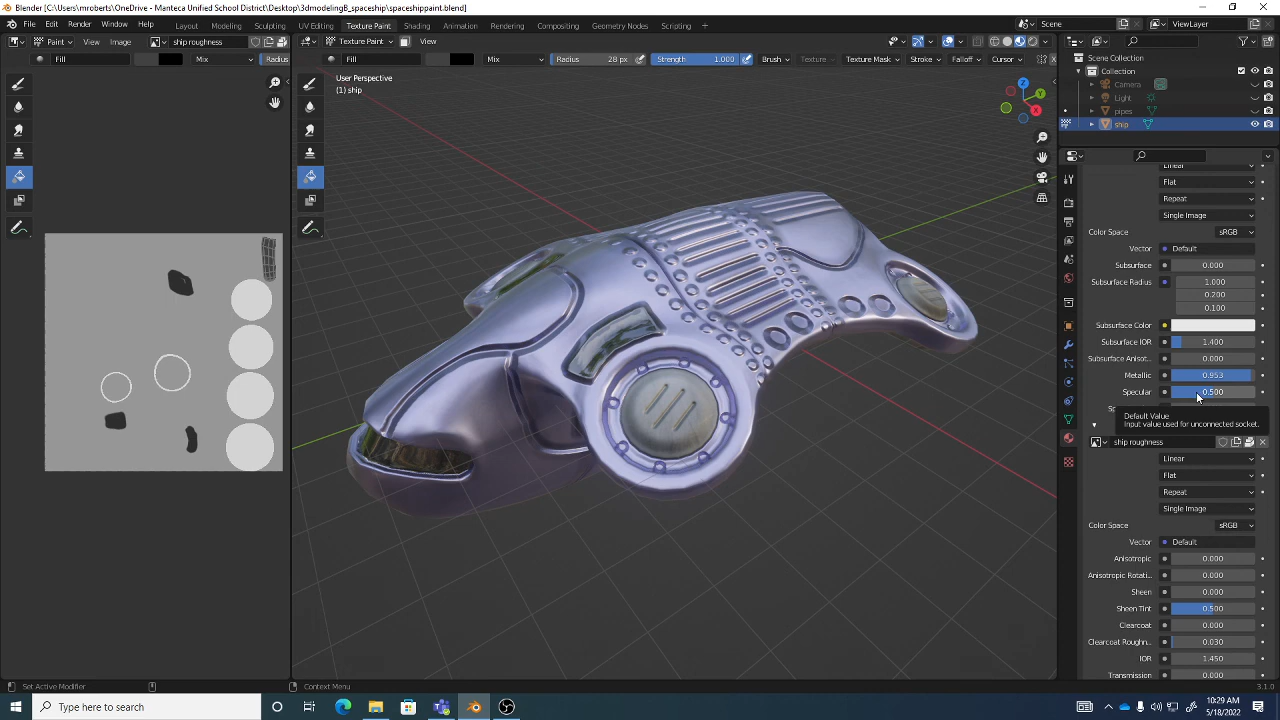 Blender [C:\Users\mroberts\OneDrive - Manteca Unified School District\Desktop\3dmodelingB_spaceship\spaceshippaint.blend]
File Edit Render Window Help Layout Modeling Sculpting UV Editing Texture Paint Shading Animation Rendering Compositing Geometry Nodes Scripting + Scene ViewLayer
Paint View Image ship roughness Texture Paint View
Fill Mix Radius Fill Mix Radius 28 px Strength 1.000 Brush Texture Texture Mask Stroke Falloff Cursor
User Perspective
(1) ship
Z
Y
X
Scene Collection
Collection
Camera
Light
pipes
ship
Linear
Flat
Repeat
Single Image
Color Space sRGB
Vector Default
Subsurface 0.000
Subsurface Radius 1.000
0.200
0.100
Subsurface Color
Subsurface IOR 1.400
Subsurface Anisot... 0.000
Metallic 0.953
Specular 0.500
Sp
Default Value
Input value used for unconnected socket.
ship roughness
Linear
Flat
Repeat
Single Image
Color Space sRGB
Vector Default
Anisotropic 0.000
Anisotropic Rotati... 0.000
Sheen 0.000
Sheen Tint 0.500
Clearcoat 0.000
Clearcoat Roughn... 0.030
IOR 1.450
Transmission 0.000
Set Active Modifier Context Menu 3.1.0
Type here to search
10:29 AM
5/18/2022